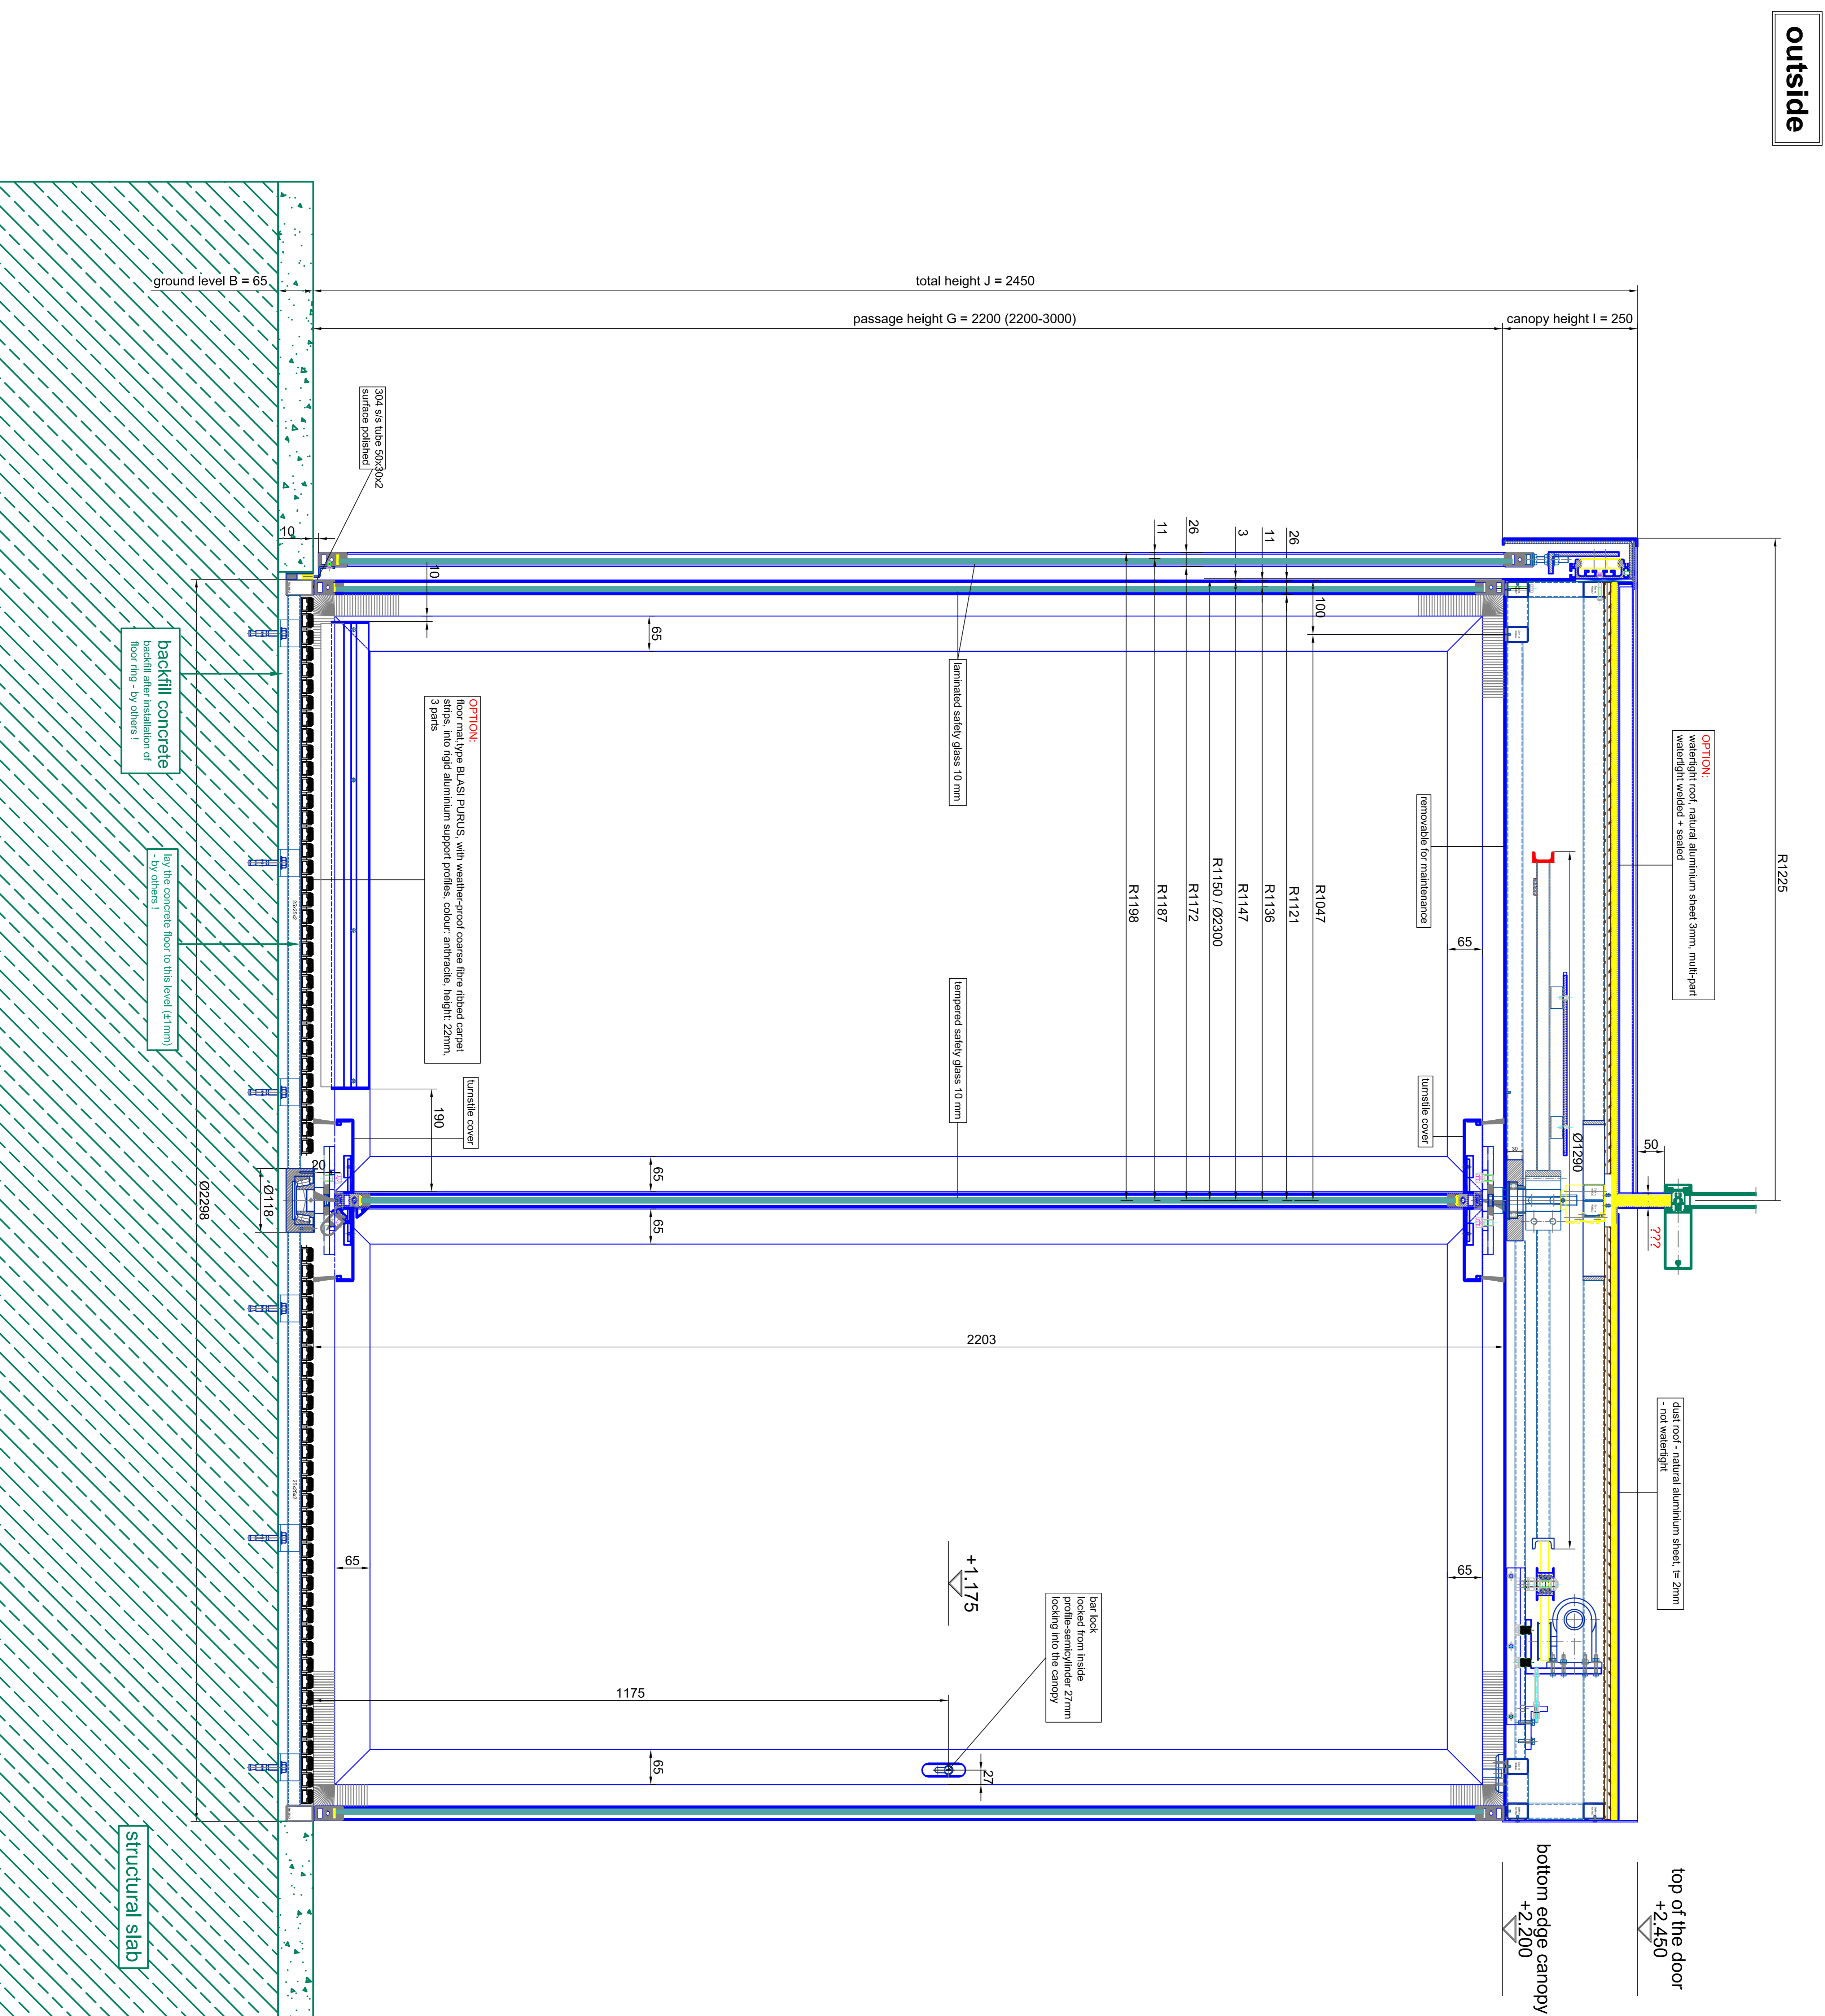 outside
R1225
OPTION:
watertight roof, natural aluminium sheet 3mm, multi-part
watertight welded + sealed
dust roof - natural aluminium sheet, t= 2mm
- not watertight
top of the door
+2.450
bottom edge canopy
+2.200
total height J = 2450
passage height G = 2200 (2200-3000)
canopy height I = 250
ground level B = 65
50
???
Ø1290
30
removable for maintenance
turnstile cover
65
65
100
R1047
26
R1121
11
R1136
3
R1147
R1150 / Ø2300
26
R1172
11
R1187
R1198
laminated safety glass 10 mm
tempered safety glass 10 mm
bar lock
locked from inside
profile-semicylinder 27mm
locking into the canopy
+1.175
27
2203
1175
65
65
65
65
65
OPTION:
floor mat,type BLASI PURUS, with weather-proof coarse fibre ribbed carpet
strips, into rigid aluminium support profiles, colour: anthracite, height: 22mm,
3 parts
turnstile cover
190
10
304 s/s tube 50x30x2
surface polished
10
20
25x25x2
25x25x2
Ø118
Ø2298
backfill concrete
backfill after installation of
floor ring - by others !
lay the concrete floor to this level (±1mm)
- by others !
structural slab